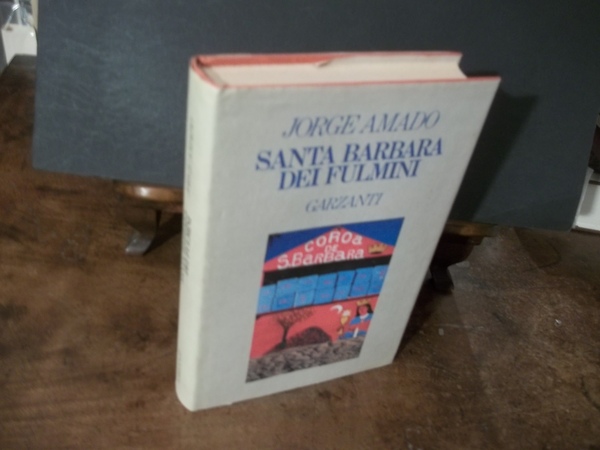 JORGE AMADO
SANTA BARBARA
DEI FULMINI
GARZANTI
COROA
DE
S.BARBARA